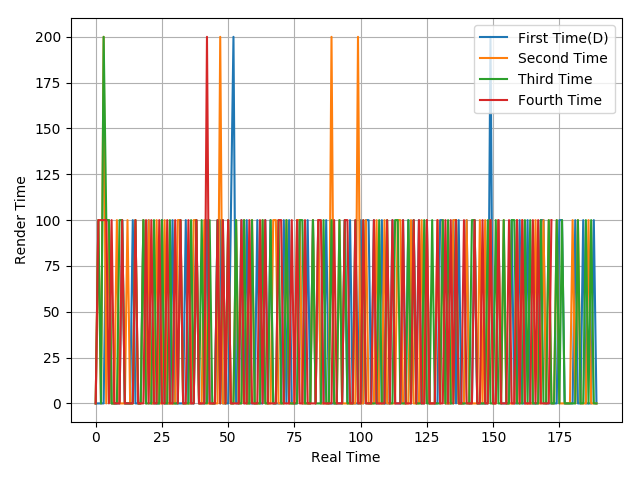 200
175
150
125
100
75
50
25
0
Render Time
0
25
50
75
100
125
150
175
Real Time
First Time(D)
Second Time
Third Time
Fourth Time